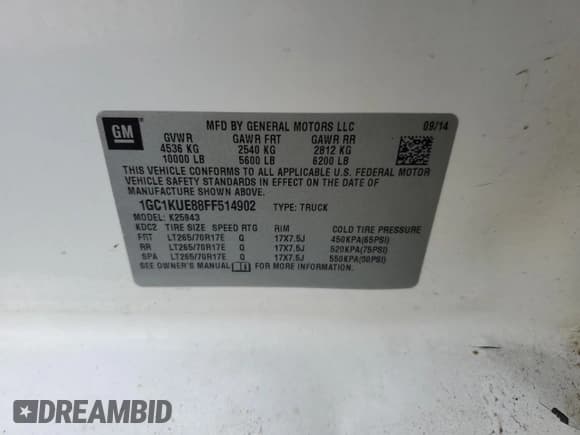 GM
MFD BY GENERAL MOTORS LLC 09/14
GVWR GAWR FRT GAWR RR
4536 KG 2540 KG 2812 KG
10000 LB 5600 LB 6200 LB
THIS VEHICLE CONFORMS TO ALL APPLICABLE U.S. FEDERAL MOTOR
VEHICLE SAFETY STANDARDS IN EFFECT ON THE DATE OF
MANUFACTURE SHOWN ABOVE.
1GC1KUE88FF514902 TYPE: TRUCK
MODEL: K25943
KDC2 TIRE SIZE SPEED RTG RIM COLD TIRE PRESSURE
FRT LT265/70R17E Q 17X7.5J 450KPA(65PSI)
RR LT265/70R17E Q 17X7.5J 520KPA(75PSI)
SPA LT265/70R17E Q 17X7.5J 550KPA(80PSI)
SEE OWNER'S MANUAL FOR MORE INFORMATION.
DREAMBID